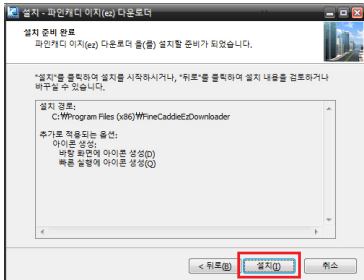 설치 - 파인캐디 이지(ez) 다운로더
설치 준비 완료
파인캐디 이지(ez) 다운로더 을(를) 설치할 준비가 되었습니다.
"설치"를 클릭하여 설치를 시작하시거나, "뒤로"를 클릭하여 설치 내용을 검토하거나
바꾸실 수 있습니다.
설치 경로:
C:₩Program Files (x86)₩FineCaddieEzDownloader
추가로 적용되는 옵션:
아이콘 생성:
바탕 화면에 아이콘 생성(D)
빠른 실행에 아이콘 생성(Q)
< 뒤로(B) 설치(I) 취소